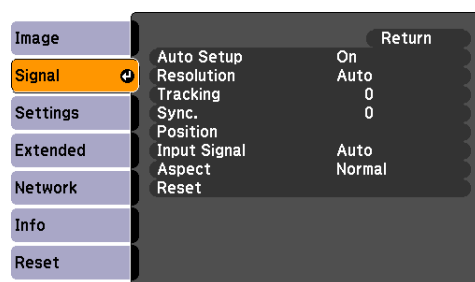 Image
Signal
Settings
Extended
Network
Info
Reset
Return
Auto Setup On
Resolution Auto
Tracking 0
Sync. 0
Position
Input Signal Auto
Aspect Normal
Reset